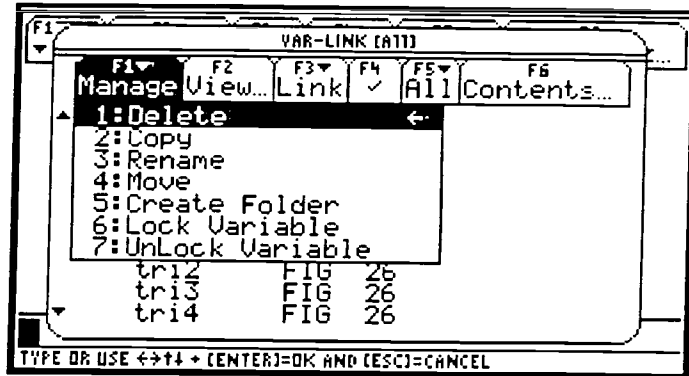 F1
VAR-LINK [All]
F1▼ F2 F3▼ F4 F5▼ F6
Manage View… Link ✓ All Contents…
1:Delete ←
2:Copy
3:Rename
4:Move
5:Create Folder
6:Lock Variable
7:UnLock Variable
tri2 FIG 26
tri3 FIG 26
tri4 FIG 26
TYPE OR USE ←→↑↓ + [ENTER]=OK AND [ESC]=CANCEL